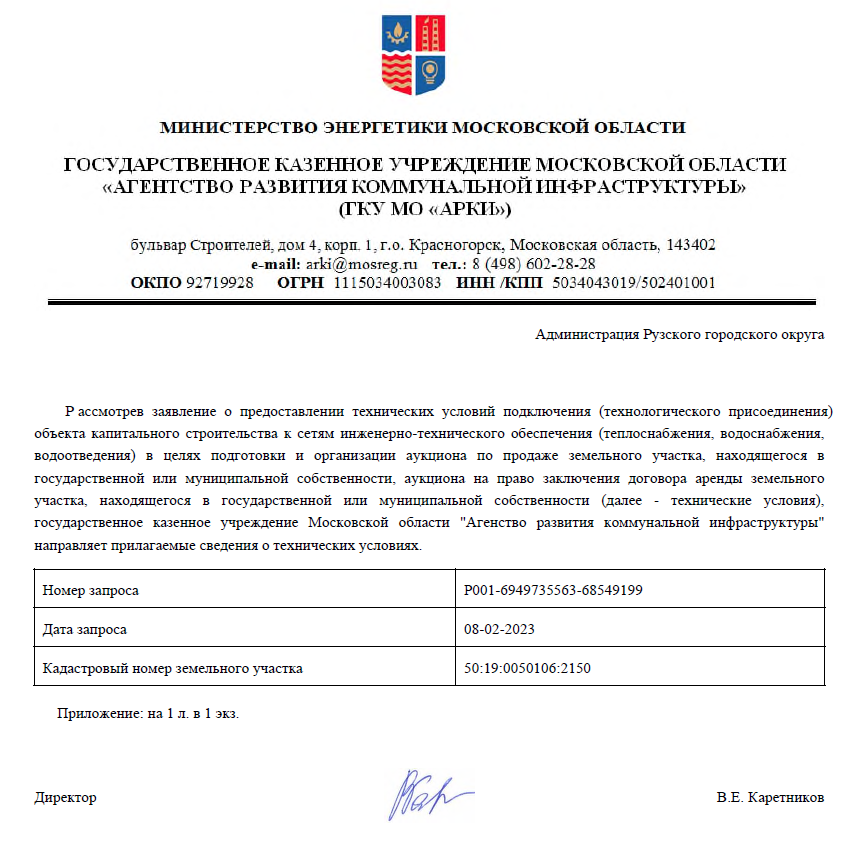 МИНИСТЕРСТВО ЭНЕРГЕТИКИ МОСКОВСКОЙ ОБЛАСТИ
ГОСУДАРСТВЕННОЕ КАЗЕННОЕ УЧРЕЖДЕНИЕ МОСКОВСКОЙ ОБЛАСТИ
«АГЕНТСТВО РАЗВИТИЯ КОММУНАЛЬНОЙ ИНФРАСТРУКТУРЫ»
(ГКУ МО «АРКИ»)
бульвар Строителей, дом 4, корп. 1, г.о. Красногорск, Московская область, 143402
e-mail: arki@mosreg.ru тел.: 8 (498) 602-28-28
ОКПО 92719928 ОГРН 1115034003083 ИНН /КПП 5034043019/502401001
Администрация Рузского городского округа
Р ассмотрев заявление о предоставлении технических условий подключения (технологического присоединения)
объекта капитального строительства к сетям инженерно-технического обеспечения (теплоснабжения, водоснабжения,
водоотведения) в целях подготовки и организации аукциона по продаже земельного участка, находящегося в
государственной или муниципальной собственности, аукциона на право заключения договора аренды земельного
участка, находящегося в государственной или муниципальной собственности (далее - технические условия),
государственное казенное учреждение Московской области "Агенство развития коммунальной инфраструктуры"
направляет прилагаемые сведения о технических условиях.
Номер запроса P001-6949735563-68549199
Дата запроса 08-02-2023
Кадастровый номер земельного участка 50:19:0050106:2150
Приложение: на 1 л. в 1 экз.
Директор В.Е. Каретников